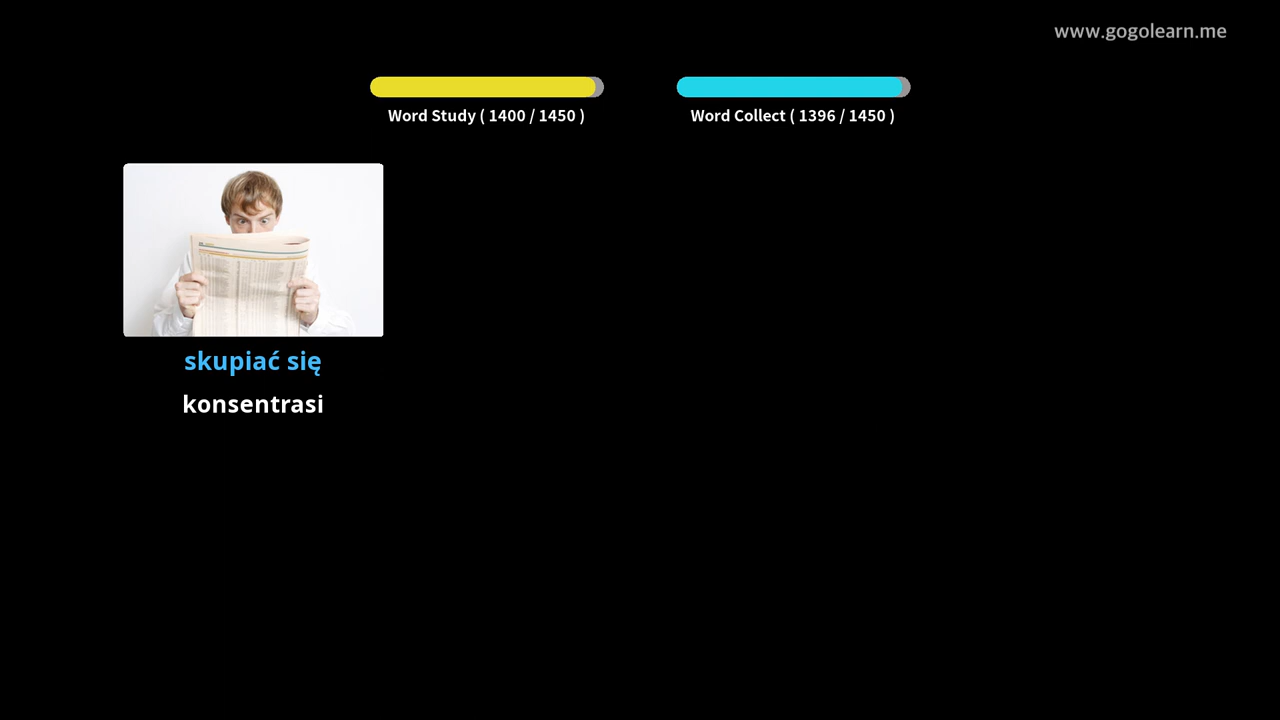 www.gogolearn.me
Word Study ( 1400 / 1450 )
Word Collect ( 1396 / 1450 )
skupiać się
konsentrasi